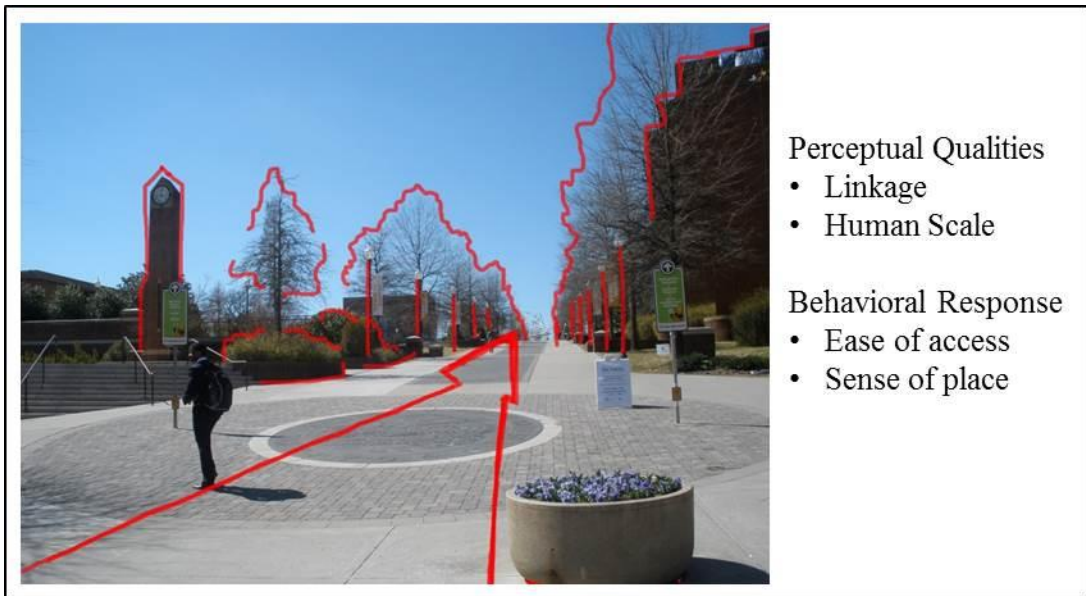 Perceptual Qualities
• Linkage
• Human Scale
Behavioral Response
• Ease of access
• Sense of place